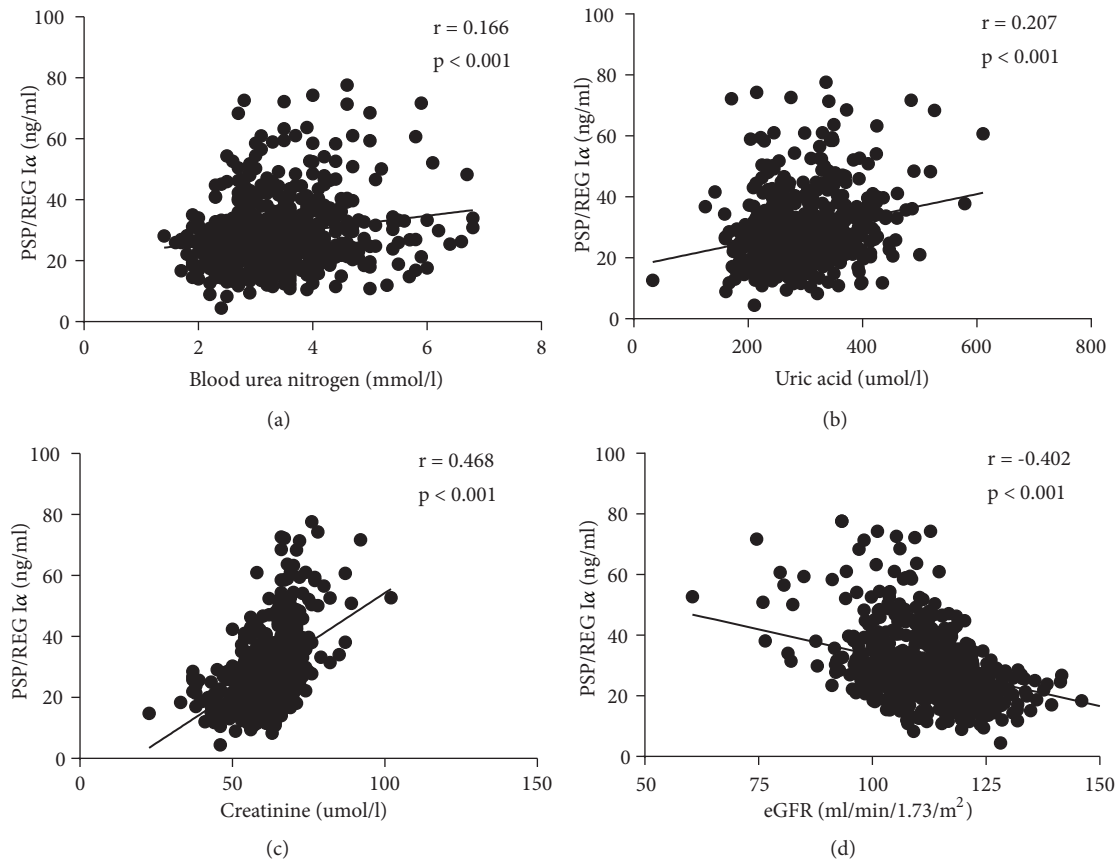 100
80
60
40
20
0
PSP/REG Iα (ng/ml)
r = 0.166
p < 0.001
0 2 4 6 8
Blood urea nitrogen (mmol/l)
(a)
100
80
60
40
20
0
PSP/REG Iα (ng/ml)
r = 0.207
p < 0.001
0 200 400 600 800
Uric acid (umol/l)
(b)
100
80
60
40
20
0
PSP/REG Iα (ng/ml)
r = 0.468
p < 0.001
0 50 100 150
Creatinine (umol/l)
(c)
100
80
60
40
20
0
PSP/REG Iα (ng/ml)
r = -0.402
p < 0.001
50 75 100 125 150
eGFR (ml/min/1.73/m²)
(d)